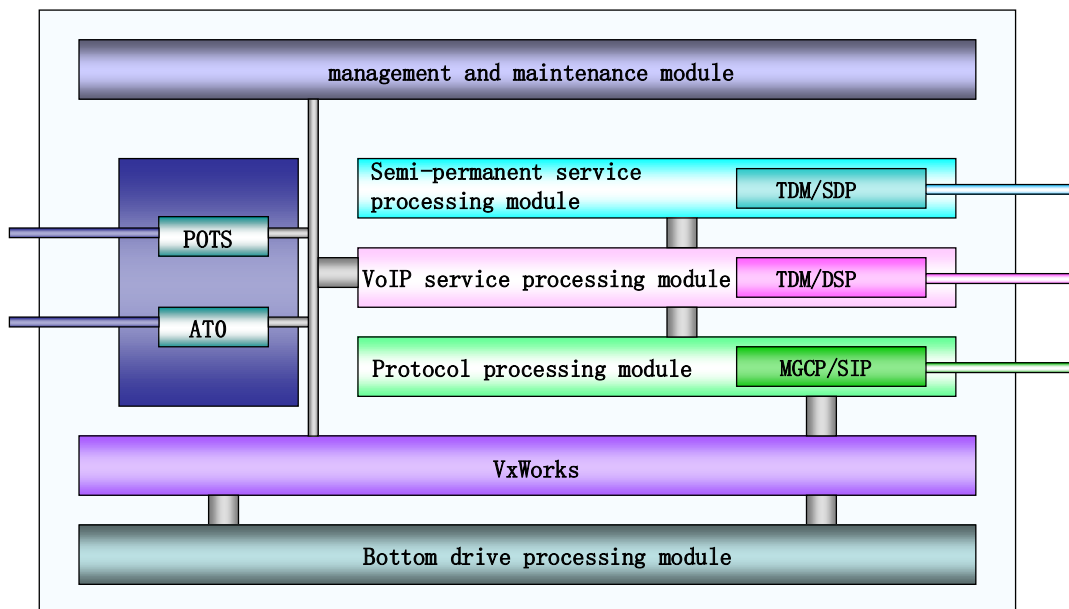 management and maintenance module
Semi-permanent service
processing module
TDM/SDP
POTS
VoIP service processing module
TDM/DSP
ATO
Protocol processing module
MGCP/SIP
VxWorks
Bottom drive processing module